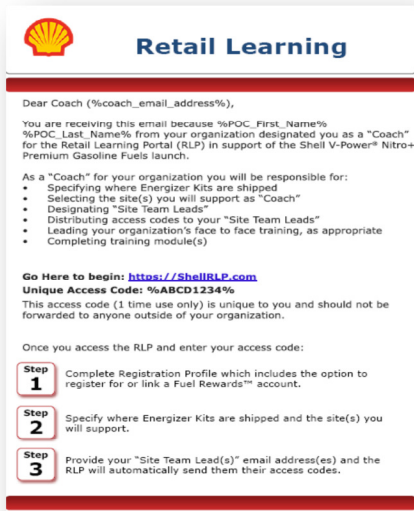 Retail Learning
Dear Coach (%coach_email_address%),
You are receiving this email because %POC_First_Name%
%POC_Last_Name% from your organization designated you as a "Coach"
for the Retail Learning Portal (RLP) in support of the Shell V-Power® Nitro+
Premium Gasoline Fuels launch.
As a "Coach" for your organization you will be responsible for:
• Specifying where Energizer Kits are shipped
• Selecting the site(s) you will support as "Coach"
• Designating "Site Team Leads"
• Distributing access codes to your "Site Team Leads"
• Leading your organization's face to face training, as appropriate
• Completing training module(s)
Go Here to begin: https://ShellRLP.com
Unique Access Code: %ABCD1234%
This access code (1 time use only) is unique to you and should not be
forwarded to anyone outside of your organization.
Once you access the RLP and enter your access code:
Step
1
Complete Registration Profile which includes the option to
register for or link a Fuel Rewards™ account.
Step
2
Specify where Energizer Kits are shipped and the site(s) you
will support.
Step
3
Provide your "Site Team Lead(s)" email address(es) and the
RLP will automatically send them their access codes.